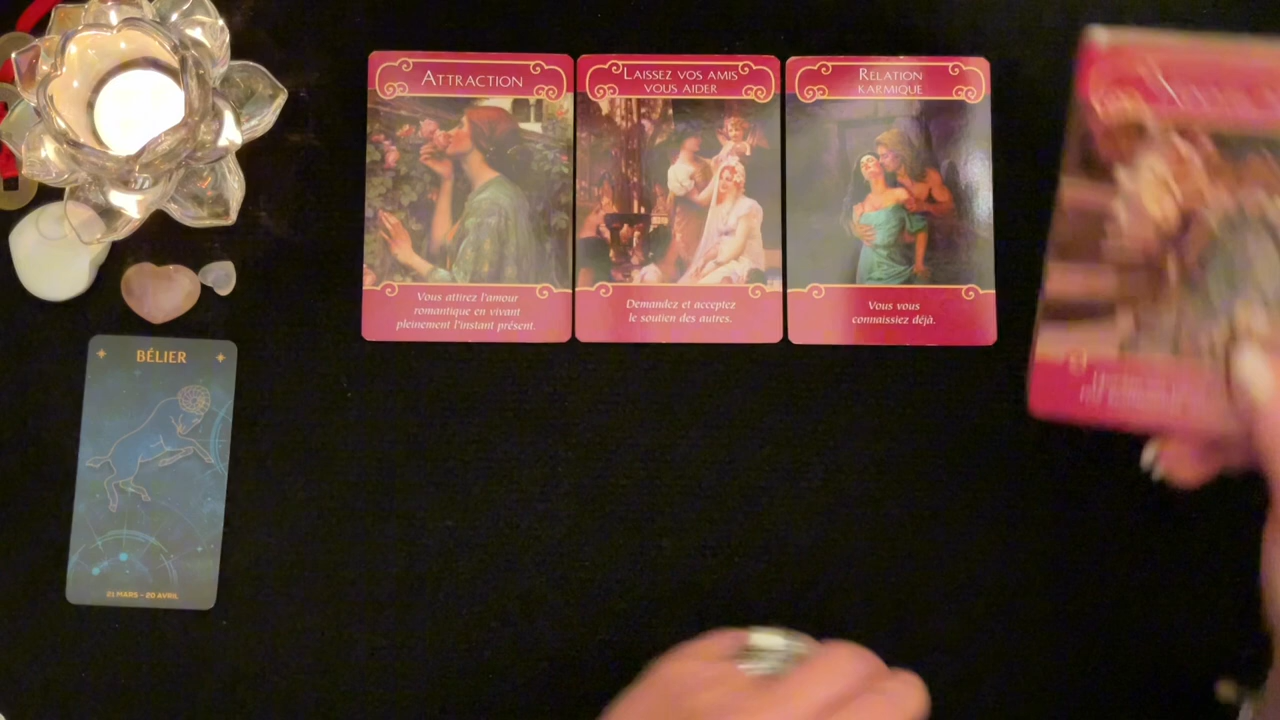 ATTRACTION
Vous attirez l'amour
romantique en vivant
pleinement l'instant présent.
LAISSEZ VOS AMIS
VOUS AIDER
Demandez et acceptez
le soutien des autres.
RELATION
KARMIQUE
Vous vous
connaissiez déjà.
BÉLIER
21 MARS - 20 AVRIL